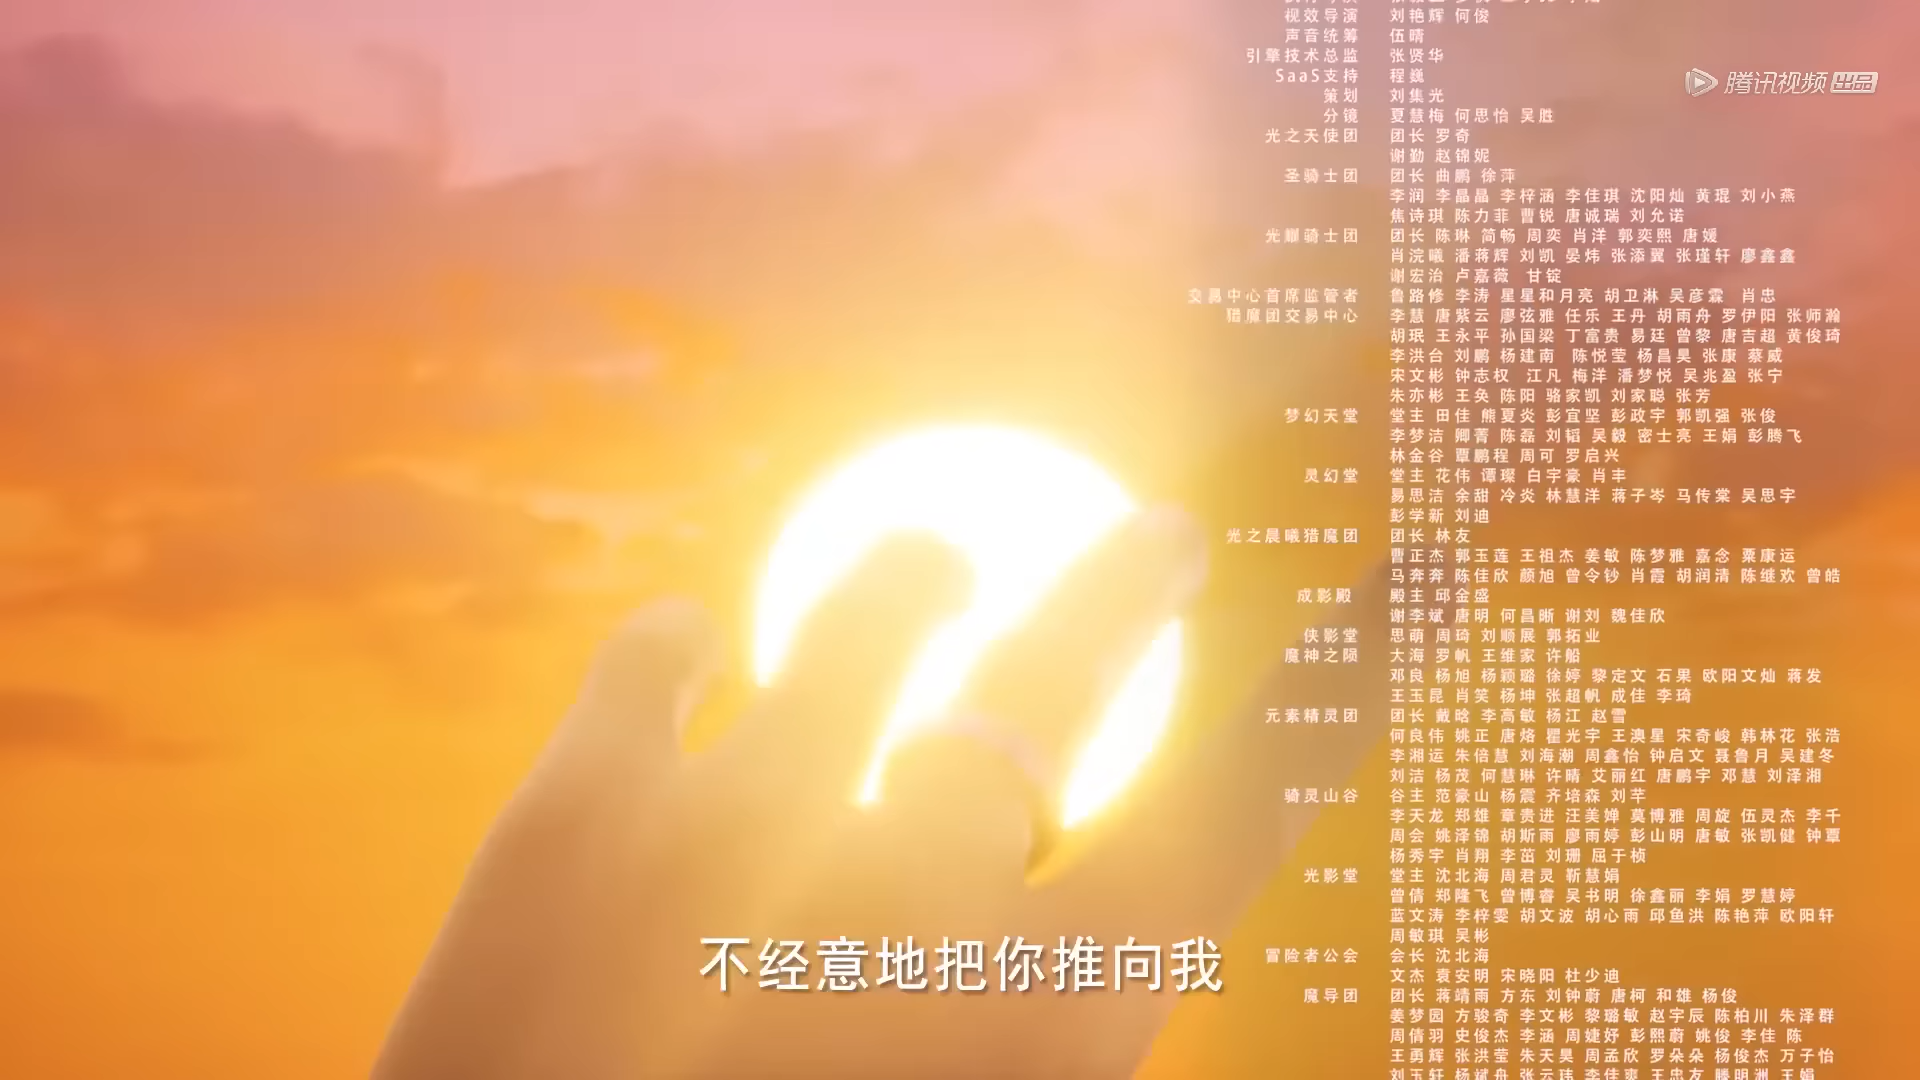 视效导演 刘艳辉 何俊
声音统筹 伍晴
引擎技术总监 张贤华
SaaS支持 程巍
腾讯视频 出品
策划 刘集光
分镜 夏慧梅 何思怡 吴胜
光之天使团 团长 罗奇
谢勤 赵锦妮
圣骑士团 团长 曲鹏 徐萍
李润 李晶晶 李梓涵 李佳琪 沈阳灿 黄琨 刘小燕
焦诗琪 陈力菲 曹锐 唐诚瑞 刘允诺
光耀骑士团 团长 陈琳 简畅 周奕 肖洋 郭奕熙 唐媛
肖浣曦 潘蒋辉 刘凯 晏炜 张添翼 张瑾轩 廖鑫鑫
谢宏治 卢嘉薇 甘锭
交易中心首席监管者 鲁路修 李涛 星星和月亮 胡卫淋 吴彦霖 肖忠
猎魔团交易中心 李慧 唐紫云 廖弦雅 任乐 王丹 胡雨舟 罗伊阳 张师瀚
胡珉 王永平 孙国梁 丁富贵 易廷 曾黎 唐吉超 黄俊琦
李洪台 刘鹏 杨建南 陈悦莹 杨昌昊 张康 蔡威
宋文彬 钟志权 江凡 梅洋 潘梦悦 吴兆盈 张宁
朱亦彬 王奂 陈阳 骆家凯 刘家聪 张芳
梦幻天堂 堂主 田佳 熊夏炎 彭宜坚 彭政宇 郭凯强 张俊
李梦洁 卿菁 陈磊 刘韬 吴毅 密士亮 王娟 彭腾飞
林金谷 覃鹏程 周可 罗启兴
灵幻堂 堂主 花伟 谭璨 白宇豪 肖丰
易思洁 余甜 冷炎 林慧洋 蒋子岑 马传棠 吴思宇
彭学新 刘迪
光之晨曦猎魔团 团长 林友
曹正杰 郭玉莲 王祖杰 姜敏 陈梦雅 嘉念 粟康运
马奔奔 陈佳欣 颜旭 曾令钞 肖霞 胡润清 陈继欢 曾皓
成影殿 殿主 邱金盛
谢李斌 唐明 何昌晰 谢刘 魏佳欣
侠影堂 思萌 周琦 刘顺展 郭拓业
魔神之陨 大海 罗帆 王维家 许船
邓良 杨旭 杨颖璐 徐婷 黎定文 石果 欧阳文灿 蒋发
王玉昆 肖笑 杨坤 张超帆 成佳 李琦
元素精灵团 团长 戴晗 李高敏 杨江 赵雪
何良伟 姚正 唐烙 瞿光宇 王澳星 宋奇峻 韩林花 张浩
李湘运 朱倍慧 刘海潮 周鑫怡 钟启文 聂鲁月 吴建冬
刘洁 杨茂 何慧琳 许晴 艾丽红 唐鹏宇 邓慧 刘泽湘
骑灵山谷 谷主 范豪山 杨震 齐培森 刘芊
李天龙 郑雄 章贵进 汪美婵 莫博雅 周旋 伍灵杰 李千
周会 姚泽锦 胡斯雨 廖雨婷 彭山明 唐敏 张凯健 钟覃
杨秀宇 肖翔 李茁 刘珊 屈于桢
光影堂 堂主 沈北海 周君灵 靳慧娟
曾倩 郑隆飞 曾博睿 吴书明 徐鑫丽 李娟 罗慧婷
蓝文涛 李梓雯 胡文波 胡心雨 邱鱼洪 陈艳萍 欧阳轩
周敏琪 吴彬
冒险者公会 会长 沈北海
文杰 袁安明 宋晓阳 杜少迪
魔导团 团长 蒋靖雨 方东 刘钟蔚 唐柯 和雄 杨俊
姜梦园 方骏奇 李文彬 黎璐敏 赵宇辰 陈柏川 朱泽群
周倩羽 史俊杰 李涵 周婕妤 彭熙蔚 姚俊 李佳 陈
王勇辉 张洪莹 朱天昊 周孟欣 罗朵朵 杨俊杰 万子怡
刘玉轩 杨斌舟 张云玮 李佳爽 王忠友 滕明洲 王娟
不经意地把你推向我